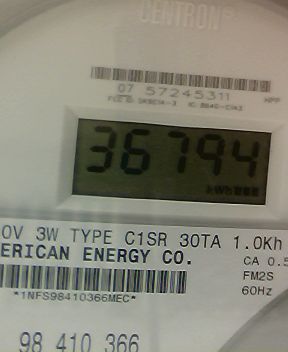 CENTRON®
07 57245311
36794
kWh
0V 3W TYPE C1SR 30TA 1.0Kh
ERICAN ENERGY CO.
CA 0.5
FM2S
*1NFS98410366MEC*
60Hz
98 410 366